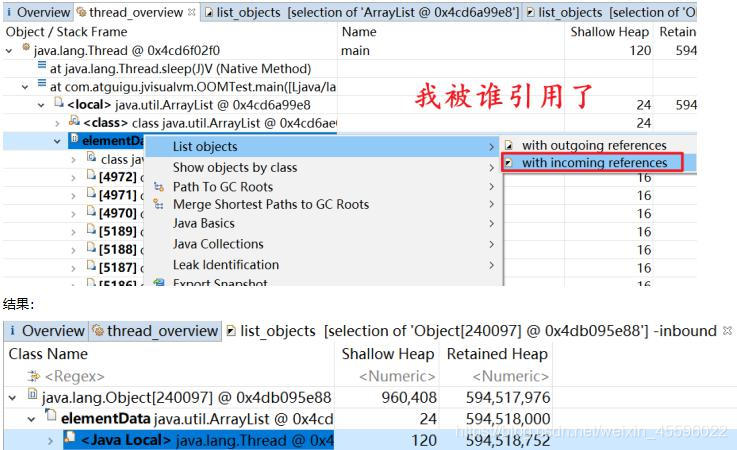 Overview thread_overview list_objects [selection of 'ArrayList @ 0x4cd6a99e8'] list_objects [selection of 'O
Object / Stack Frame Name Shallow Heap Retain
java.lang.Thread @ 0x4cd6f02f0 main 120 594
at java.lang.Thread.sleep(J)V (Native Method)
at com.atguigu.jvisualvm.OOMTest.main([Ljava/la
我被谁引用了
<local> java.util.ArrayList @ 0x4cd6a99e8 24 594
<class> class java.util.ArrayList @ 0x4cd6ae 24
elementDa List objects with outgoing references
class jav Show objects by class with incoming references
[4972] c Path To GC Roots 16
[4971] c Merge Shortest Paths to GC Roots 16
[4970] c Java Basics 16
[5189] c Java Collections 16
[5188] c Leak Identification 16
[5187] c 16
[5186] c Export Snapshot 16
结果:
Overview thread_overview list_objects [selection of 'Object[240097] @ 0x4db095e88'] -inbound
Class Name Shallow Heap Retained Heap
<Regex> <Numeric> <Numeric>
java.lang.Object[240097] @ 0x4db095e88 960,408 594,517,976
elementData java.util.ArrayList @ 0x4cd 24 594,518,000
<Java Local> java.lang.Thread @ 0x4 120 594,518,752
https://blog.csdn.net/weixin_45596022